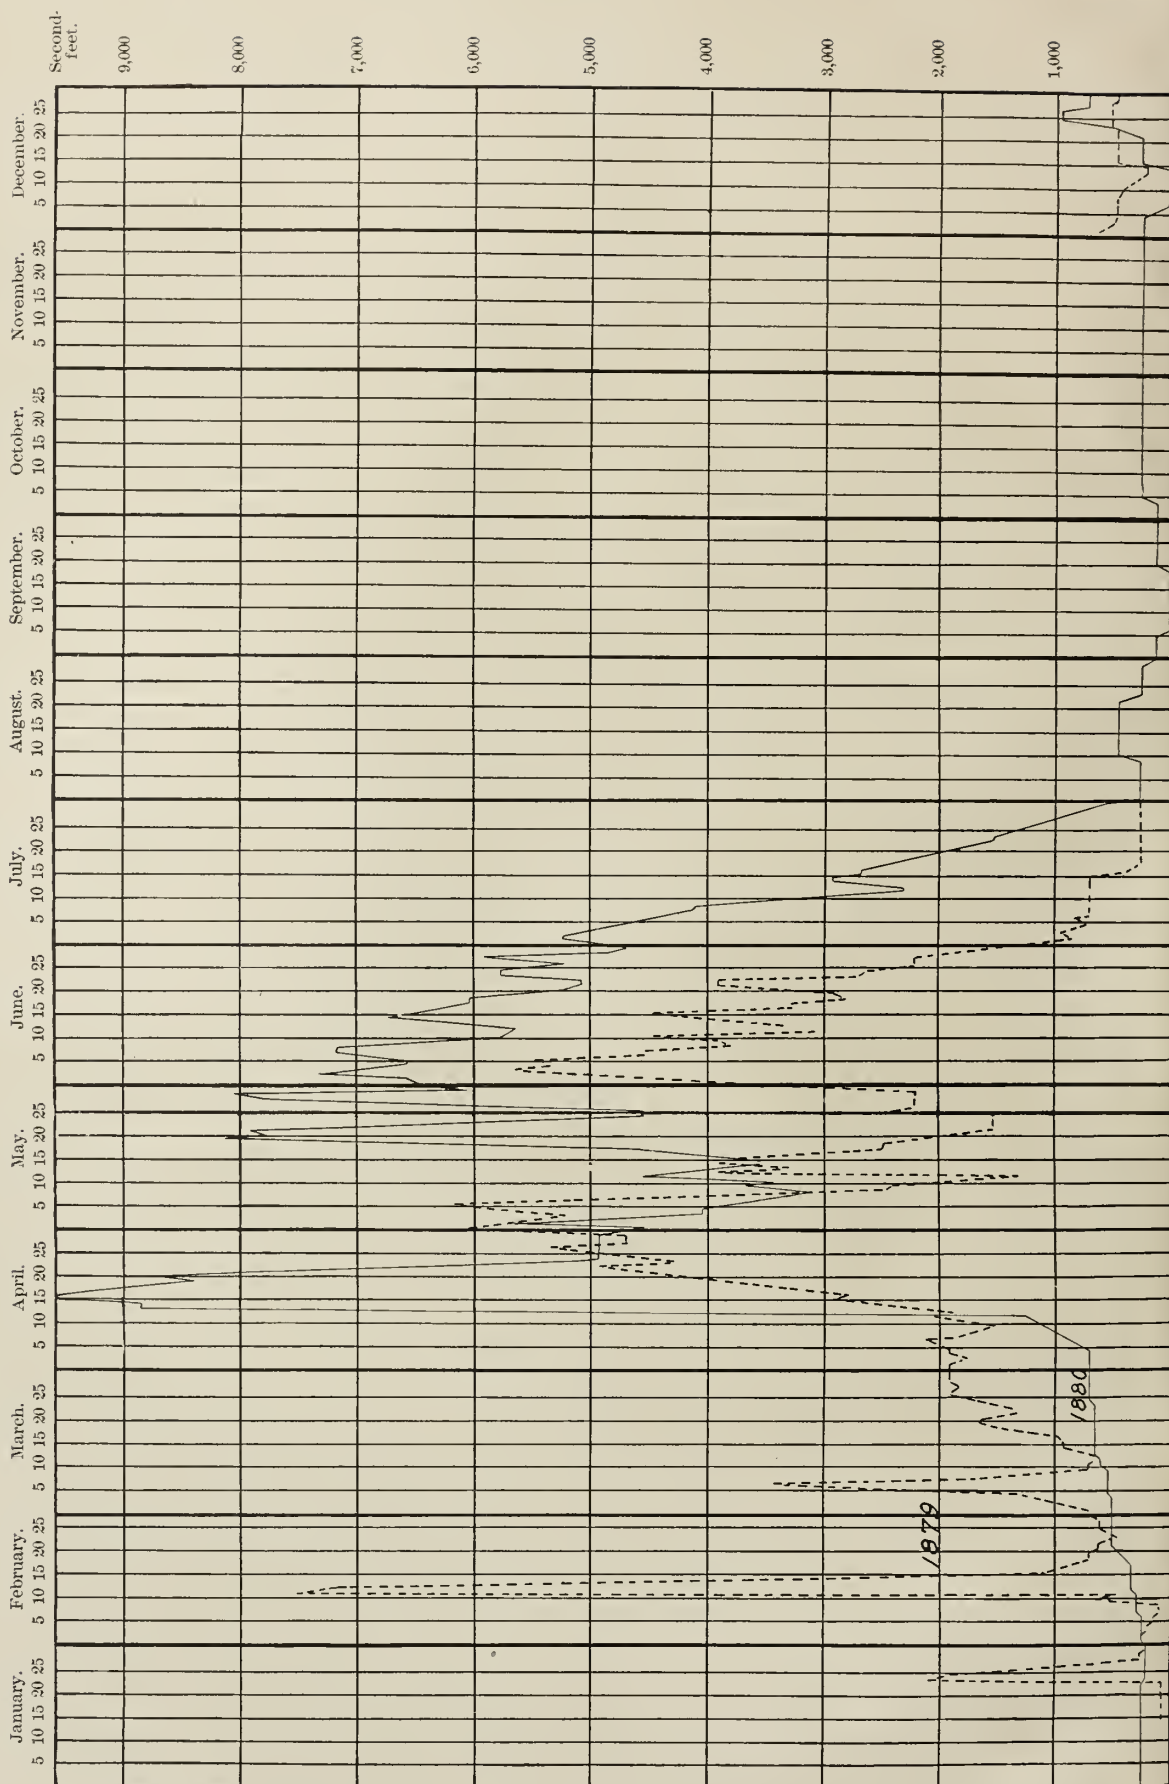 Second-
feet.
9,000
8,000
7,000
6,000
5,000
4,000
3,000
2,000
1,000
January.
5 10 15 20 25
February.
5 10 15 20 25
March.
5 10 15 20 25
April.
5 10 15 20 25
May.
5 10 15 20 25
June.
5 10 15 20 25
July.
5 10 15 20 25
August.
5 10 15 20 25
September.
5 10 15 20 25
October.
5 10 15 20 25
November.
5 10 15 20 25
December.
5 10 15 20 25
1879
1880